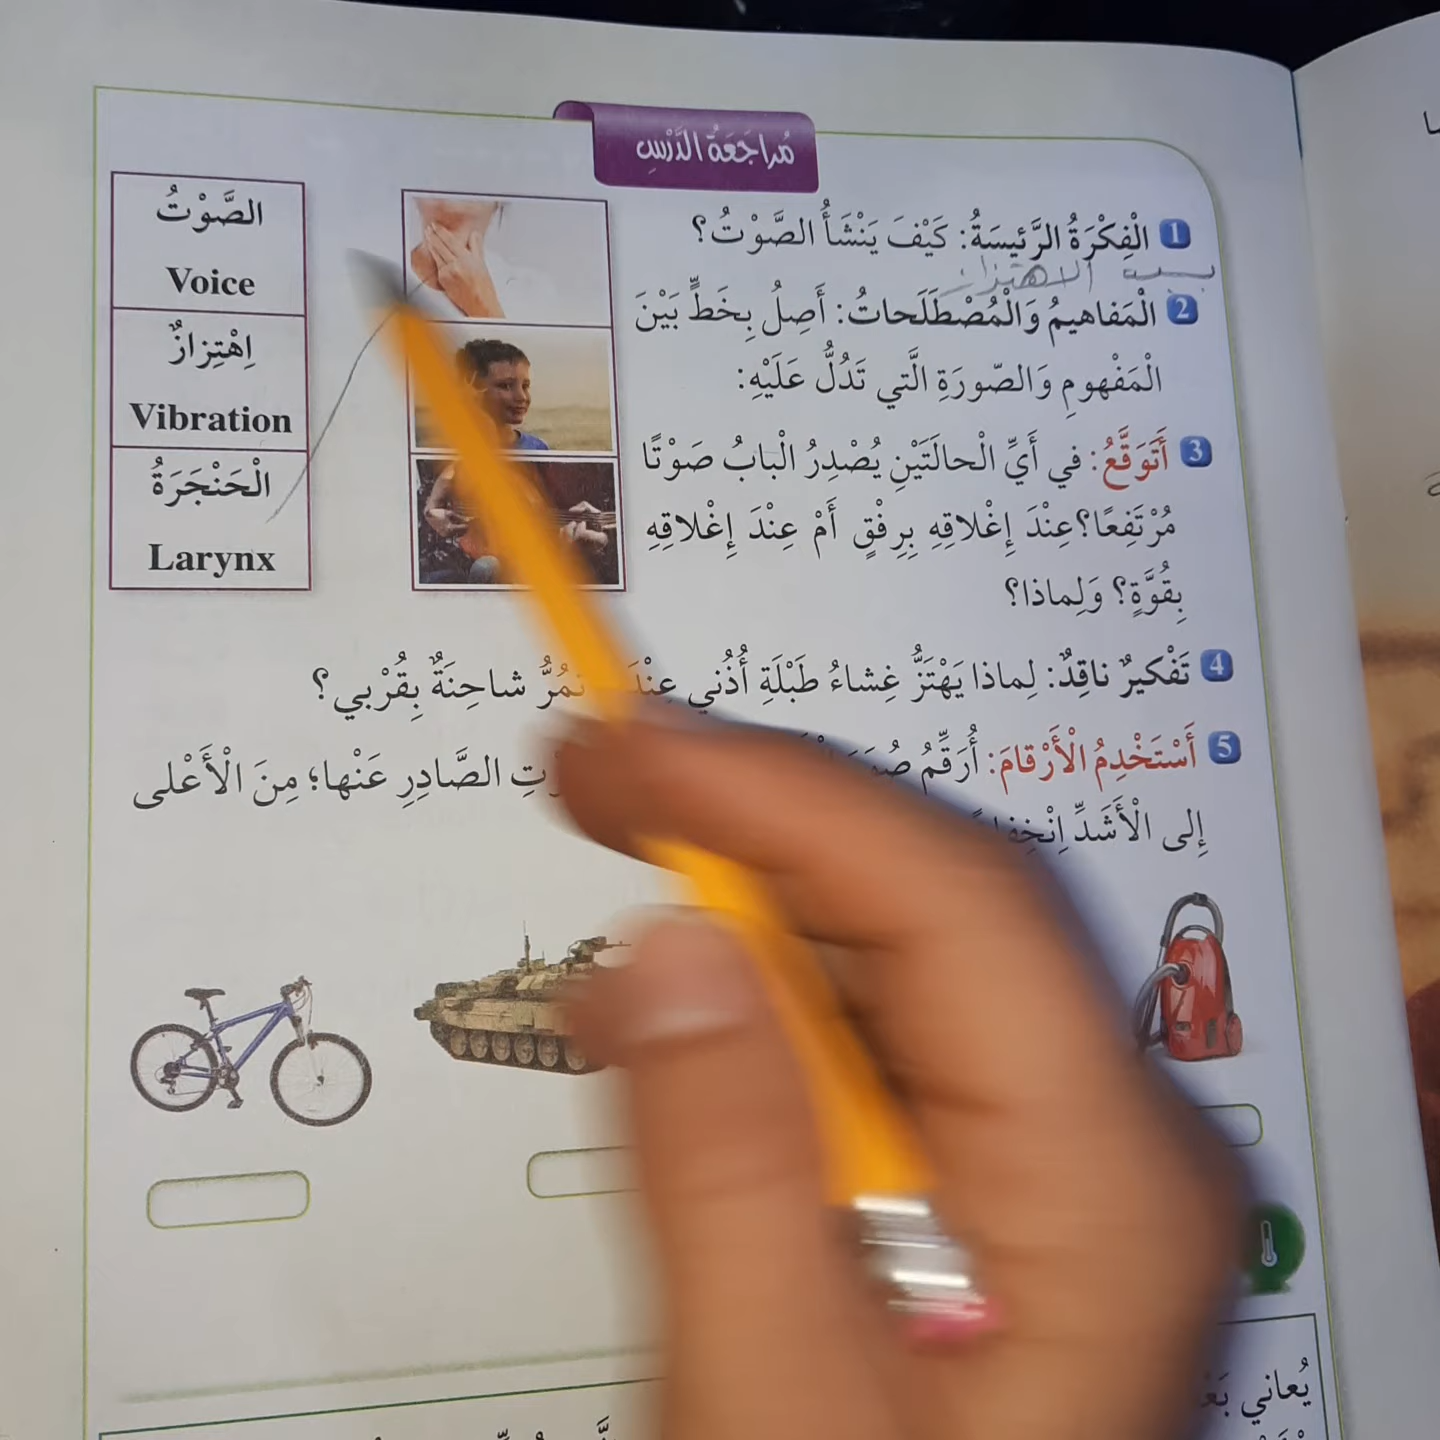 مُراجَعَةُ الدَّرْسِ
1 الْفِكْرَةُ الرَّئِيسَةُ: كَيْفَ يَنْشَأُ الصَّوْتُ؟
بسبب الاهتزاز
2 الْمَفاهيمُ وَالْمُصْطَلَحاتُ: أَصِلُ بِخَطٍّ بَيْنَ
الْمَفْهومِ وَالصّورَةِ الَّتي تَدُلُّ عَلَيْهِ:
الصَّوْتُ
Voice
اِهْتِزازٌ
Vibration
الْحَنْجَرَةُ
Larynx
3 أَتَوَقَّعُ: في أَيِّ الْحالَتَيْنِ يُصْدِرُ الْبابُ صَوْتًا
مُرْتَفِعًا؟ عِنْدَ إِغْلاقِهِ بِرِفْقٍ أَمْ عِنْدَ إِغْلاقِهِ
بِقُوَّةٍ؟ وَلِماذا؟
4 تَفْكيرٌ ناقِدٌ: لِماذا يَهْتَزُّ غِشاءُ طَبْلَةِ أُذُني تَمُرُّ شاحِنَةٌ بِقُرْبي؟
5 أَسْتَخْدِمُ الْأَرْقامَ: أُرَقِّمُ الصَّادِرِ عَنْها؛ مِنَ الْأَعْلى
إِلى الْأَشَدِّ
يُعاني